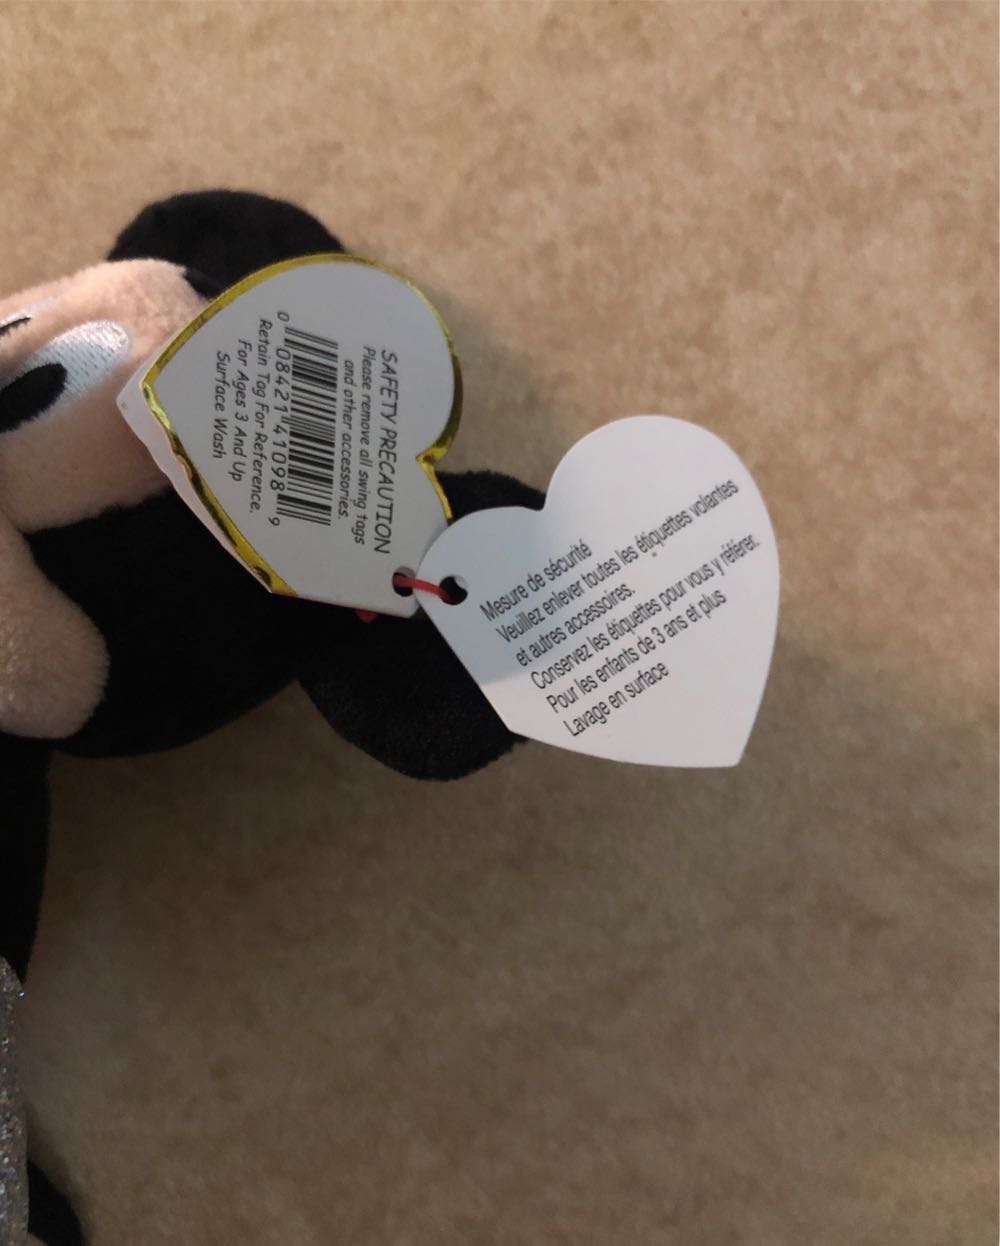 SAFETY PRECAUTION
Please remove all swing tags
and other accessories.
0 08421 41098 9
Retain Tag For Reference.
For Ages 3 And Up
Surface Wash
Mesure de sécurité
Veuillez enlever toutes les étiquettes volantes
et autres accessoires.
Conservez les étiquettes pour vous y référer.
Pour les enfants de 3 ans et plus
Lavage en surface